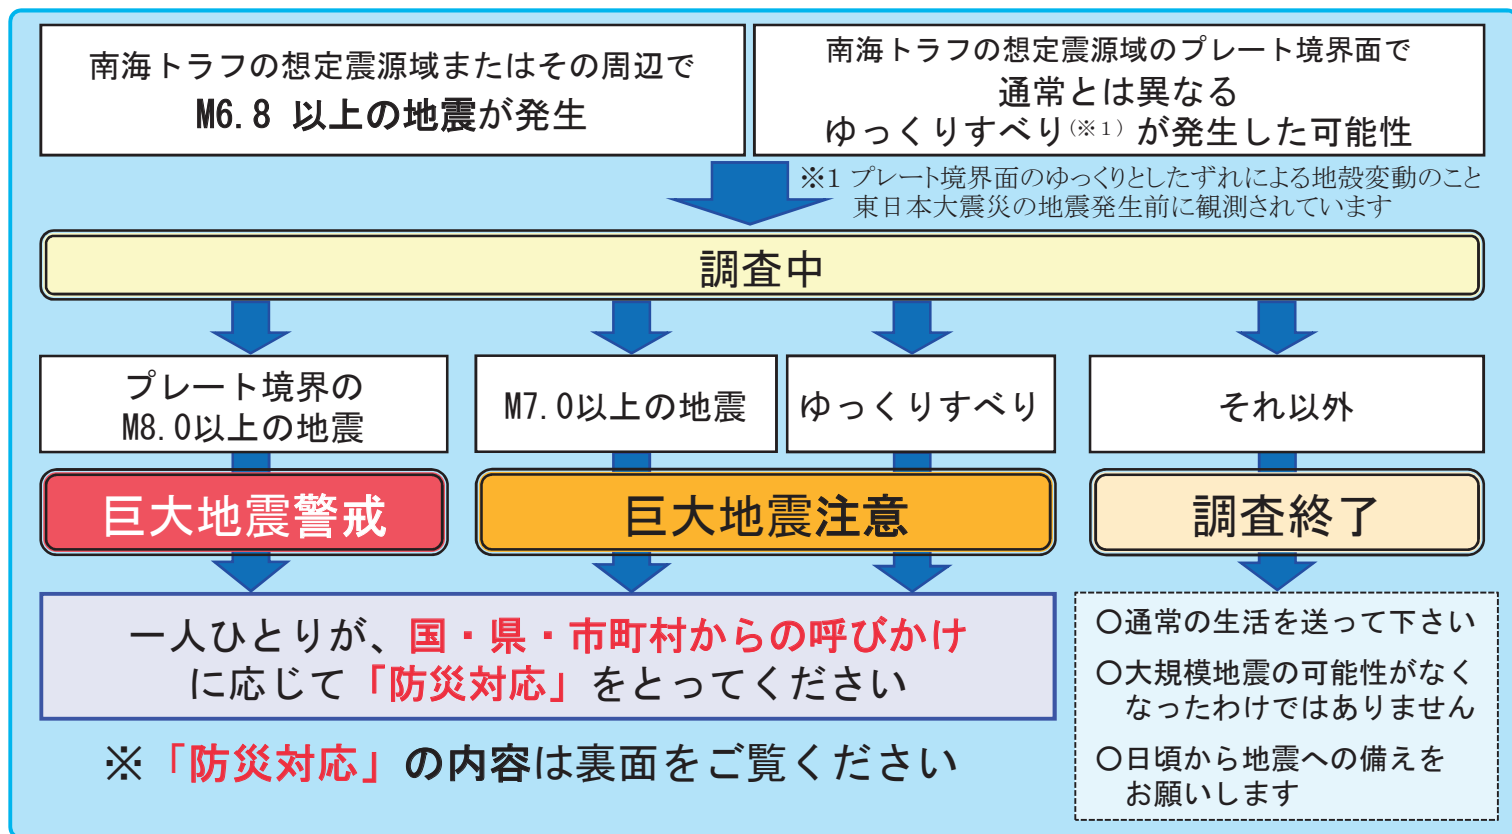 南海トラフの想定震源域またはその周辺で
M6.8 以上の地震が発生
南海トラフの想定震源域のプレート境界面で
通常とは異なる
ゆっくりすべり(※1)が発生した可能性
※1 プレート境界面のゆっくりとしたずれによる地殻変動のこと
東日本大震災の地震発生前に観測されています
調査中
プレート境界の
M8.0以上の地震
M7.0以上の地震
ゆっくりすべり
それ以外
巨大地震警戒
巨大地震注意
調査終了
一人ひとりが、国・県・市町村からの呼びかけ
に応じて「防災対応」をとってください
※「防災対応」の内容は裏面をご覧ください
〇通常の生活を送って下さい
〇大規模地震の可能性がなく
なったわけではありません
〇日頃から地震への備えを
お願いします